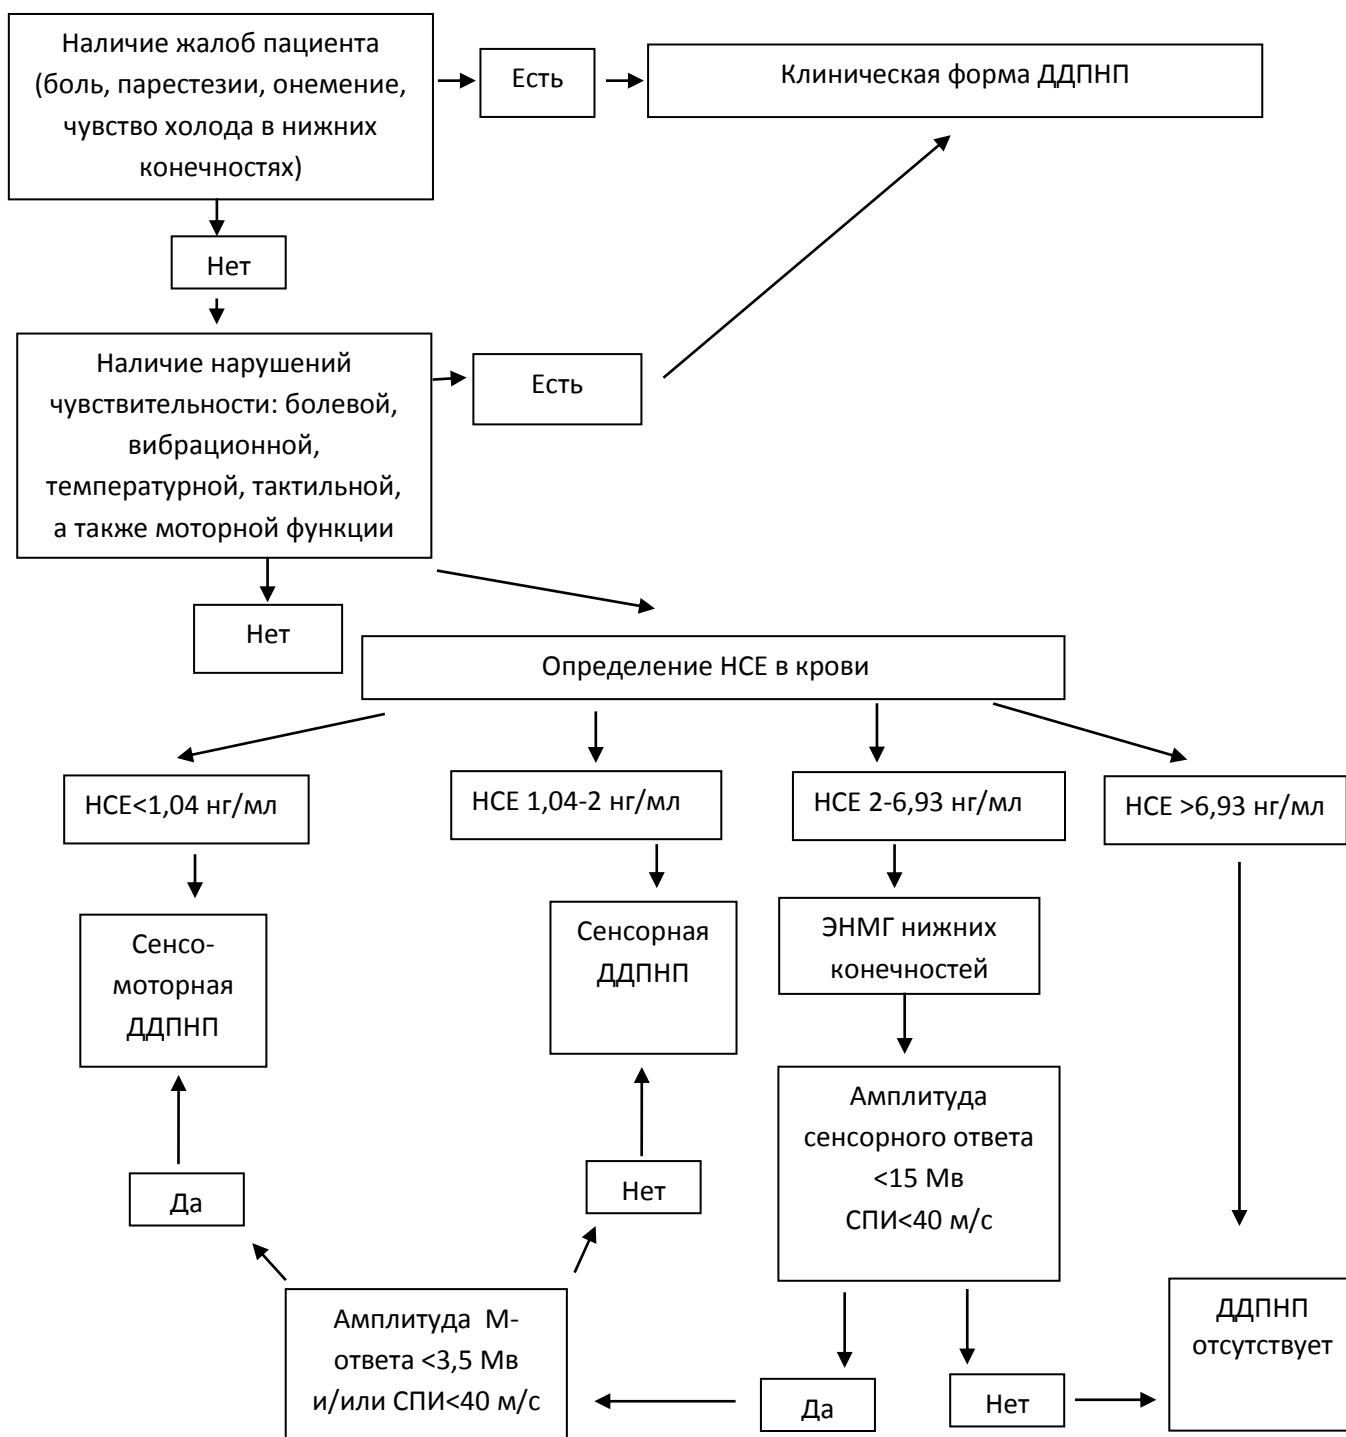 Наличие жалоб пациента
(боль, парестезии, онемение,
чувство холода в нижних
конечностях)
Есть
Клиническая форма ДДПНП
Нет
Наличие нарушений
чувствительности: болевой,
вибрационной,
температурной, тактильной,
а также моторной функции
Есть
Нет
Определение НСЕ в крови
НСЕ<1,04 нг/мл
НСЕ 1,04-2 нг/мл
НСЕ 2-6,93 нг/мл
НСЕ >6,93 нг/мл
Сенсо-
моторная
ДДПНП
Сенсорная
ДДПНП
ЭНМГ нижних
конечностей
Амплитуда
сенсорного ответа
<15 Мв
СПИ<40 м/с
Да
Нет
Амплитуда М-
ответа <3,5 Мв
и/или СПИ<40 м/с
Да
Нет
ДДПНП
отсутствует